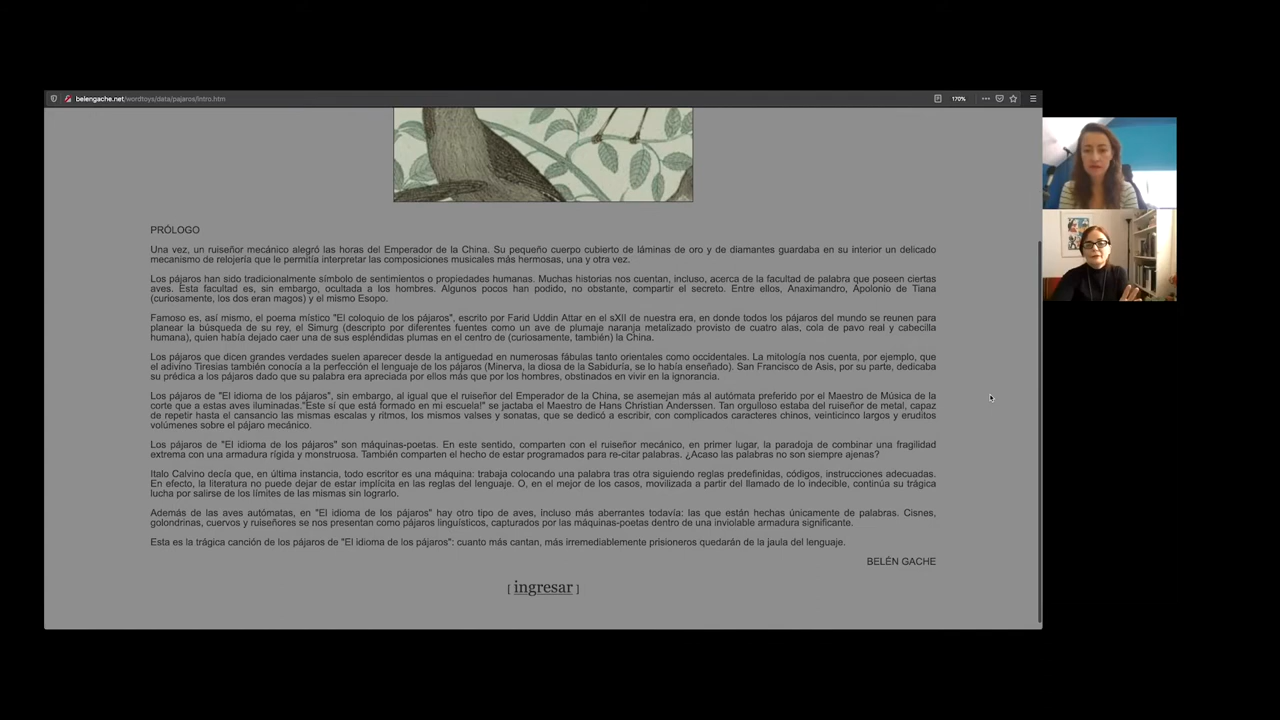 belengache.net/wordtoys/data/pajaros/intro.htm
170%
PRÓLOGO
Una vez, un ruiseñor mecánico alegró las horas del Emperador de la China. Su pequeño cuerpo cubierto de láminas de oro y de diamantes guardaba en su interior un delicado
mecanismo de relojería que le permitía interpretar las composiciones musicales más hermosas, una y otra vez.
Los pájaros han sido tradicionalmente símbolo de sentimientos o propiedades humanas. Muchas historias nos cuentan, incluso, acerca de la facultad de palabra que poseen ciertas
aves. Esta facultad es, sin embargo, ocultada a los hombres. Algunos pocos han podido, no obstante, compartir el secreto. Entre ellos, Anaximandro, Apolonio de Tiana
(curiosamente, los dos eran magos) y el mismo Esopo.
Famoso es, así mismo, el poema místico "El coloquio de los pájaros", escrito por Farid Uddin Attar en el sXII de nuestra era, en donde todos los pájaros del mundo se reunen para
planear la búsqueda de su rey, el Simurg (descripto por diferentes fuentes como un ave de plumaje naranja metalizado provisto de cuatro alas, cola de pavo real y cabecilla
humana), quien había dejado caer una de sus espléndidas plumas en el centro de (curiosamente, también) la China.
Los pájaros que dicen grandes verdades suelen aparecer desde la antiguedad en numerosas fábulas tanto orientales como occidentales. La mitología nos cuenta, por ejemplo, que
el adivino Tiresias también conocía a la perfección el lenguaje de los pájaros (Minerva, la diosa de la Sabiduría, se lo había enseñado). San Francisco de Asis, por su parte, dedicaba
su prédica a los pájaros dado que su palabra era apreciada por ellos más que por los hombres, obstinados en vivir en la ignorancia.
Los pájaros de "El idioma de los pájaros", sin embargo, al igual que el ruiseñor del Emperador de la China, se asemejan más al autómata preferido por el Maestro de Música de la
corte que a estas aves iluminadas."Este sí que está formado en mi escuela!" se jactaba el Maestro de Hans Christian Anderssen. Tan orgulloso estaba del ruiseñor de metal, capaz
de repetir hasta el cansancio las mismas escalas y ritmos, los mismos valses y sonatas, que se dedicó a escribir, con complicados caracteres chinos, veinticinco largos y eruditos
volúmenes sobre el pájaro mecánico.
Los pájaros de "El idioma de los pájaros" son máquinas-poetas. En este sentido, comparten con el ruiseñor mecánico, en primer lugar, la paradoja de combinar una fragilidad
extrema con una armadura rígida y monstruosa. También comparten el hecho de estar programados para re-citar palabras. ¿Acaso las palabras no son siempre ajenas?
Italo Calvino decía que, en última instancia, todo escritor es una máquina: trabaja colocando una palabra tras otra siguiendo reglas predefinidas, códigos, instrucciones adecuadas.
En efecto, la literatura no puede dejar de estar implícita en las reglas del lenguaje. O, en el mejor de los casos, movilizada a partir del llamado de lo indecible, continúa su trágica
lucha por salirse de los límites de las mismas sin lograrlo.
Además de las aves autómatas, en "El idioma de los pájaros" hay otro tipo de aves, incluso más aberrantes todavía: las que están hechas únicamente de palabras. Cisnes,
golondrinas, cuervos y ruiseñores se nos presentan como pájaros linguísticos, capturados por las máquinas-poetas dentro de una inviolable armadura significante.
Esta es la trágica canción de los pájaros de "El idioma de los pájaros": cuanto más cantan, más irremediablemente prisioneros quedarán de la jaula del lenguaje.
BELÉN GACHE
[ ingresar ]